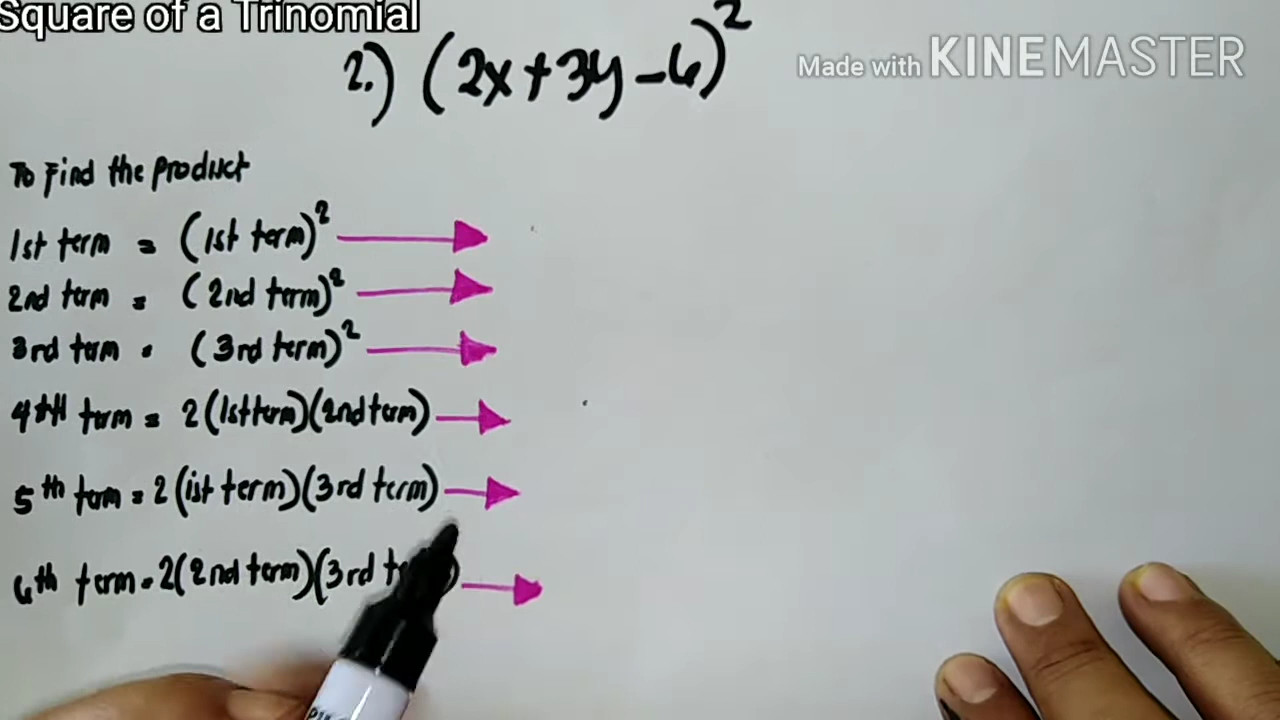 Square of a Trinomial
Made with KINEMASTER
2.) (2x+3y-6)²
To Find the product
1st term = (1st term)²
2nd term = (2nd term)²
3rd term = (3rd term)²
4th term = 2(1st term)(2nd term)
5th term = 2(1st term)(3rd term)
6th term = 2(2nd term)(3rd